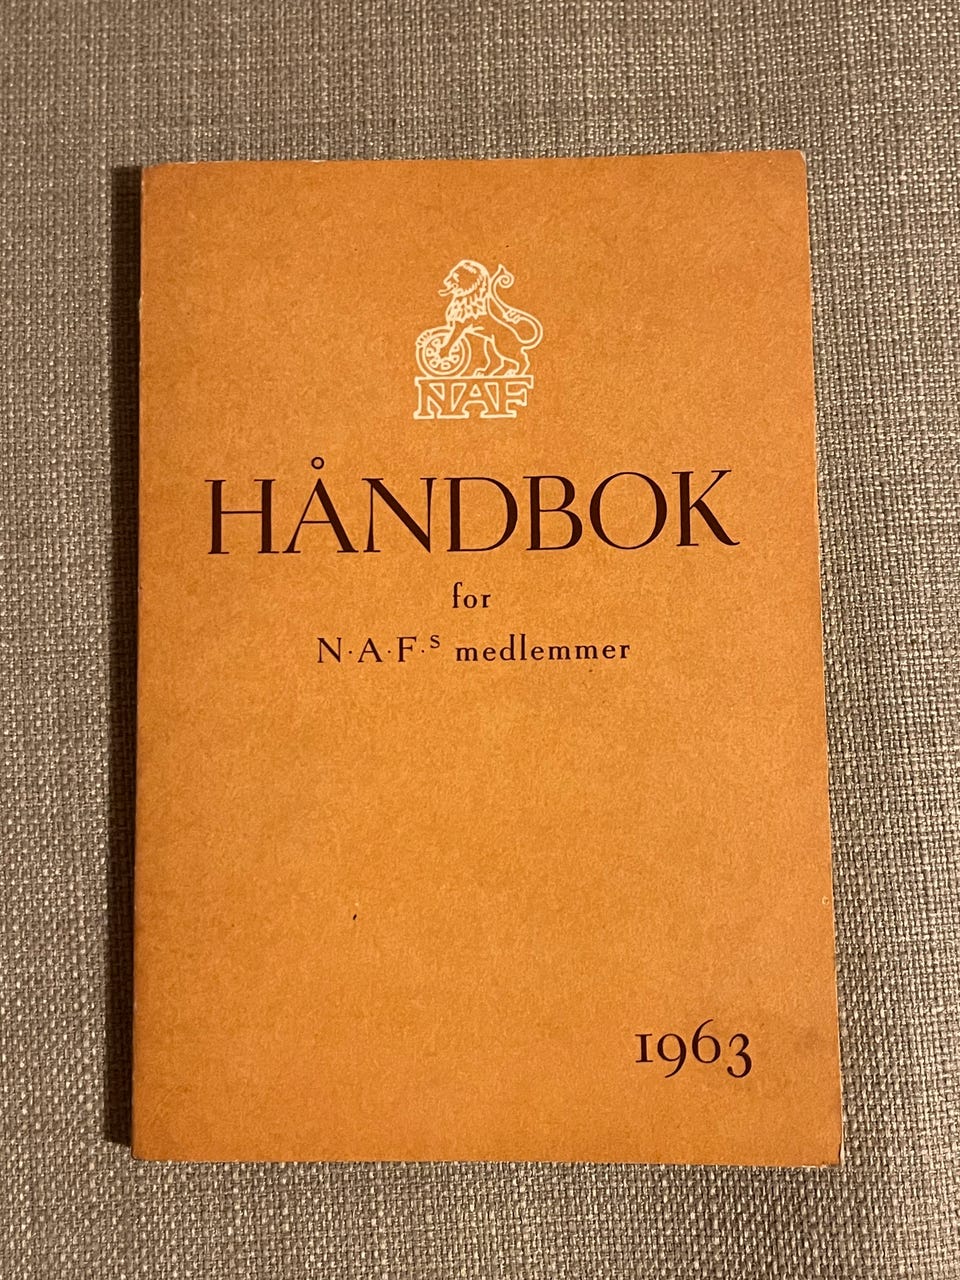 NAF
HÅNDBOK
for
N·A·F·s medlemmer
1963